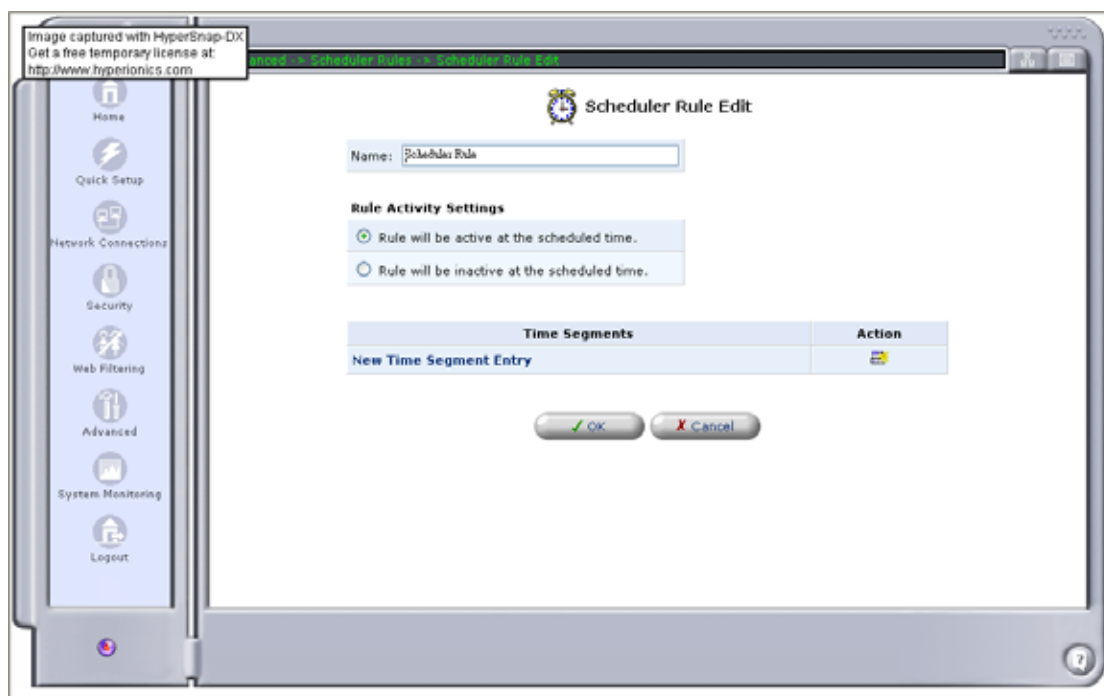 Image captured with HyperSnap-DX
Get a free temporary license at:
http://www.hyperionics.com
anced -> Scheduler Rules -> Scheduler Rule Edit
Home
Quick Setup
Network Connections
Security
Web Filtering
Advanced
System Monitoring
Logout
Scheduler Rule Edit
Name: Scheduler Rule
Rule Activity Settings
Rule will be active at the scheduled time.
Rule will be inactive at the scheduled time.
Time Segments Action
New Time Segment Entry
OK Cancel
?